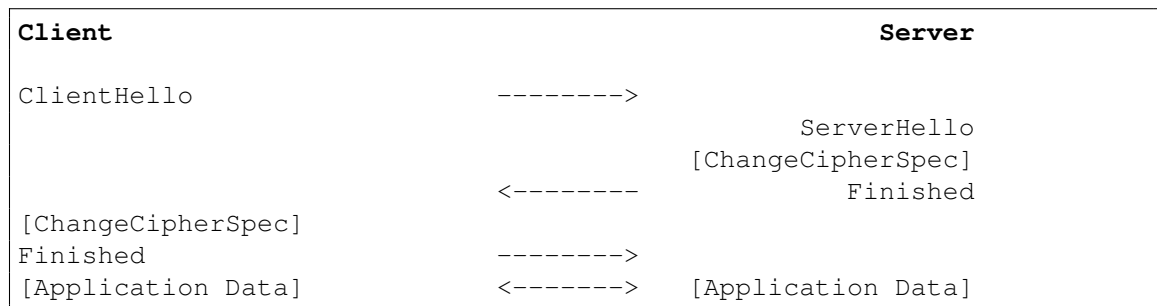 Client Server
ClientHello -------->
ServerHello
[ChangeCipherSpec]
<-------- Finished
[ChangeCipherSpec]
Finished -------->
[Application Data] <-------> [Application Data]